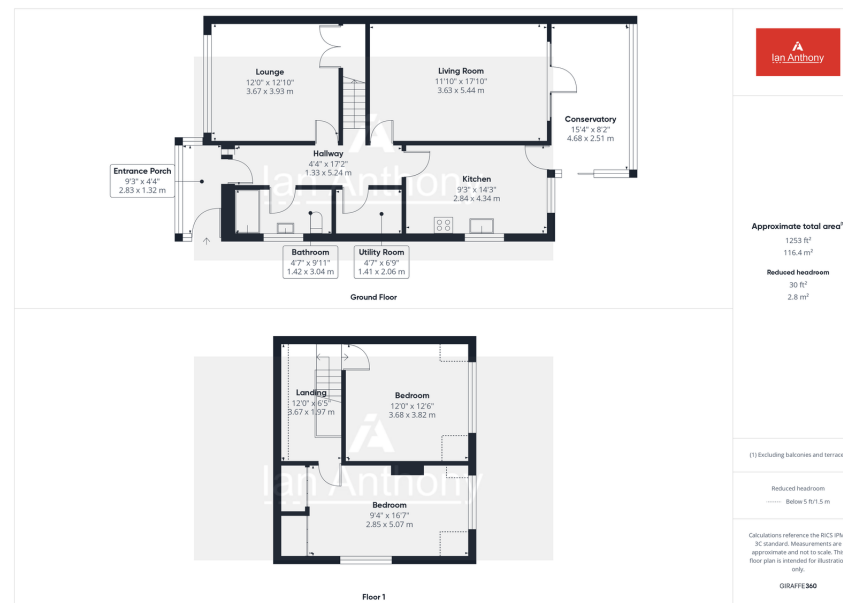 Lounge
12'0" x 12'10"
3.67 x 3.93 m
Living Room
11'10" x 17'10"
3.63 x 5.44 m
Conservatory
15'4" x 8'2"
4.68 x 2.51 m
Entrance Porch
9'3" x 4'4"
2.83 x 1.32 m
Hallway
4'4" x 17'2"
1.33 x 5.24 m
Kitchen
9'3" x 14'3"
2.84 x 4.34 m
Bathroom
4'7" x 9'11"
1.42 x 3.04 m
Utility Room
4'7" x 6'9"
1.41 x 2.06 m
Ian Anthony
Ground Floor
Landing
12'0" x 6'5"
3.67 x 1.97 m
Bedroom
12'0" x 12'6"
3.68 x 3.82 m
Ian Anthony
Bedroom
9'4" x 16'7"
2.85 x 5.07 m
Floor 1
Ian Anthony
Approximate total area
1253 ft²
116.4 m²
Reduced headroom
30 ft²
2.8 m²
(1) Excluding balconies and terrace
Reduced headroom
Below 5 ft/1.5 m
Calculations reference the RICS IPM
3C standard. Measurements are
approximate and not to scale. This
floor plan is intended for illustration
only.
GIRAFFE360